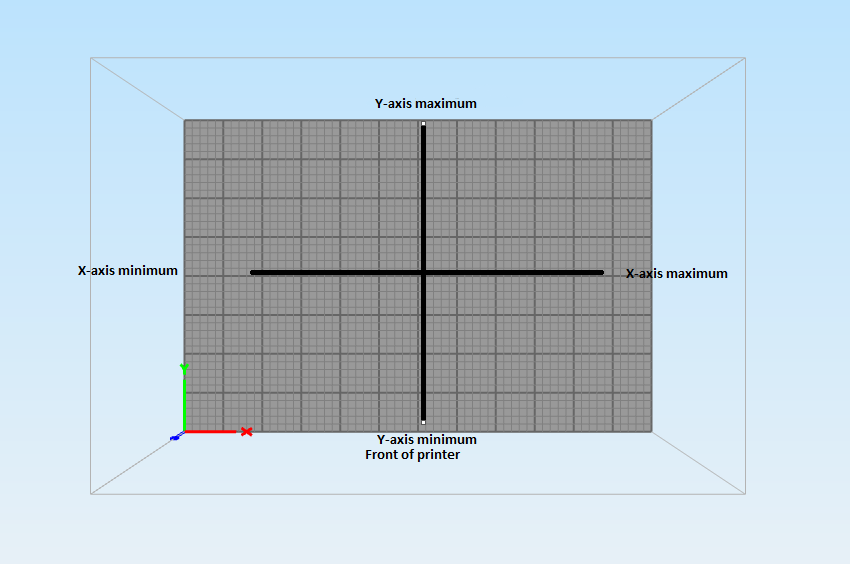 Y-axis maximum
X-axis minimum
X-axis maximum
Y-axis minimum
Front of printer